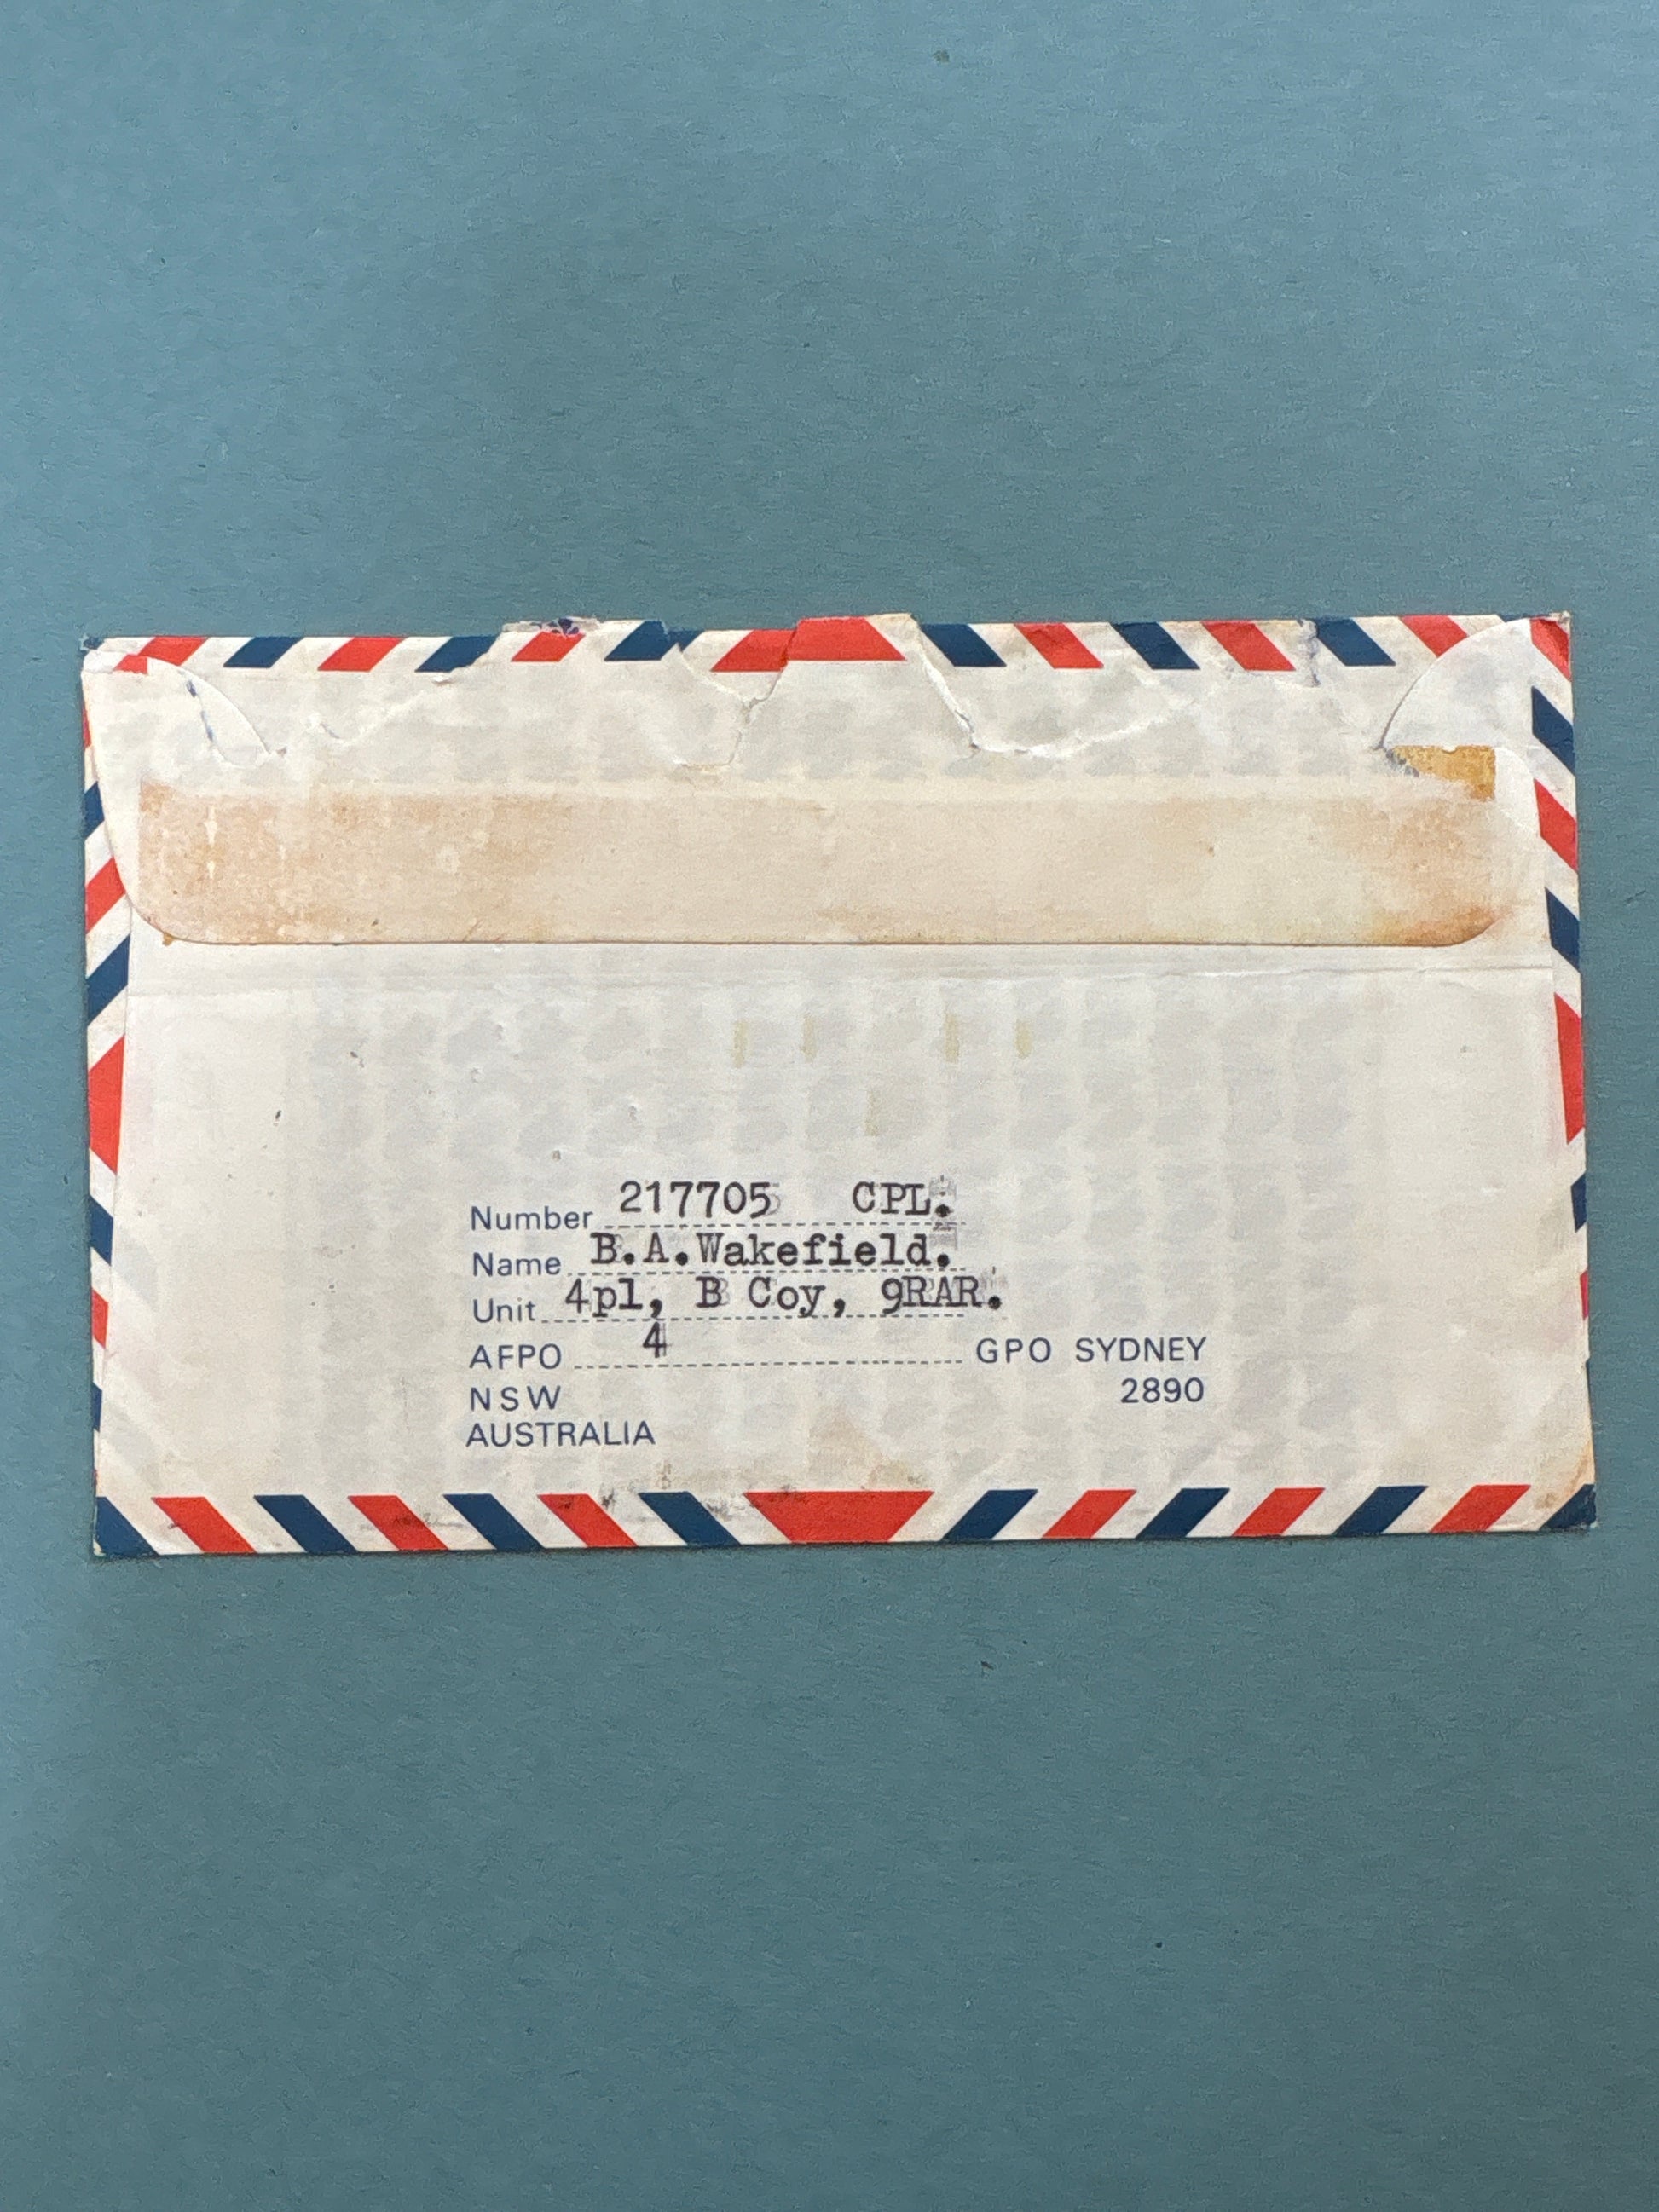 Number 217705 CPL.
Name B.A.Wakefield.
Unit 4pl, B Coy, 9RAR.
AFPO 4 GPO SYDNEY
NSW 2890
AUSTRALIA